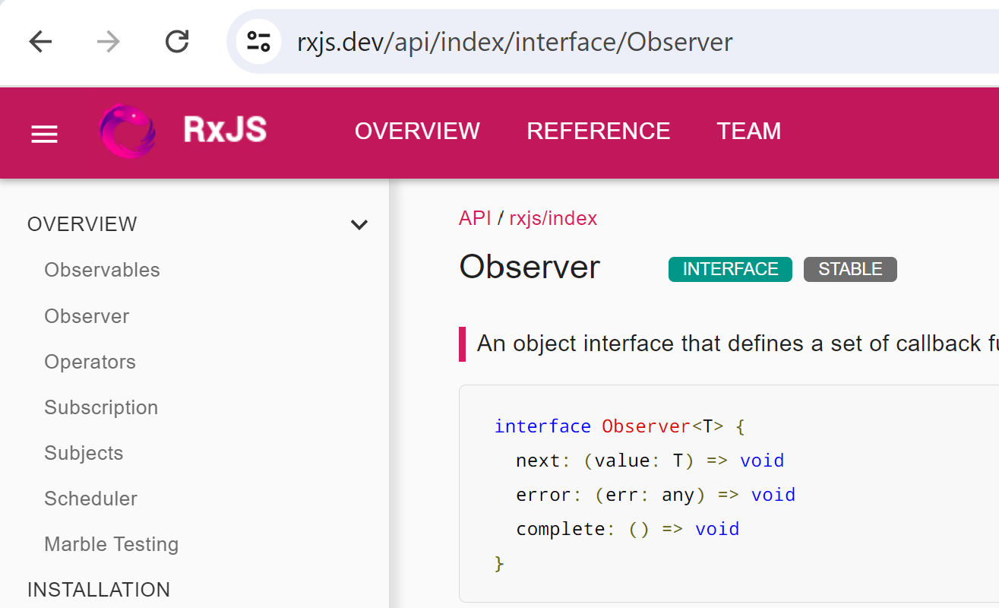 rxjs.dev/api/index/interface/Observer
RxJS OVERVIEW REFERENCE TEAM
OVERVIEW
Observables
Observer
Operators
Subscription
Subjects
Scheduler
Marble Testing
INSTALLATION
API / rxjs/index
Observer INTERFACE STABLE
An object interface that defines a set of callback
interface Observer<T> {
  next: (value: T) => void
  error: (err: any) => void
  complete: () => void
}